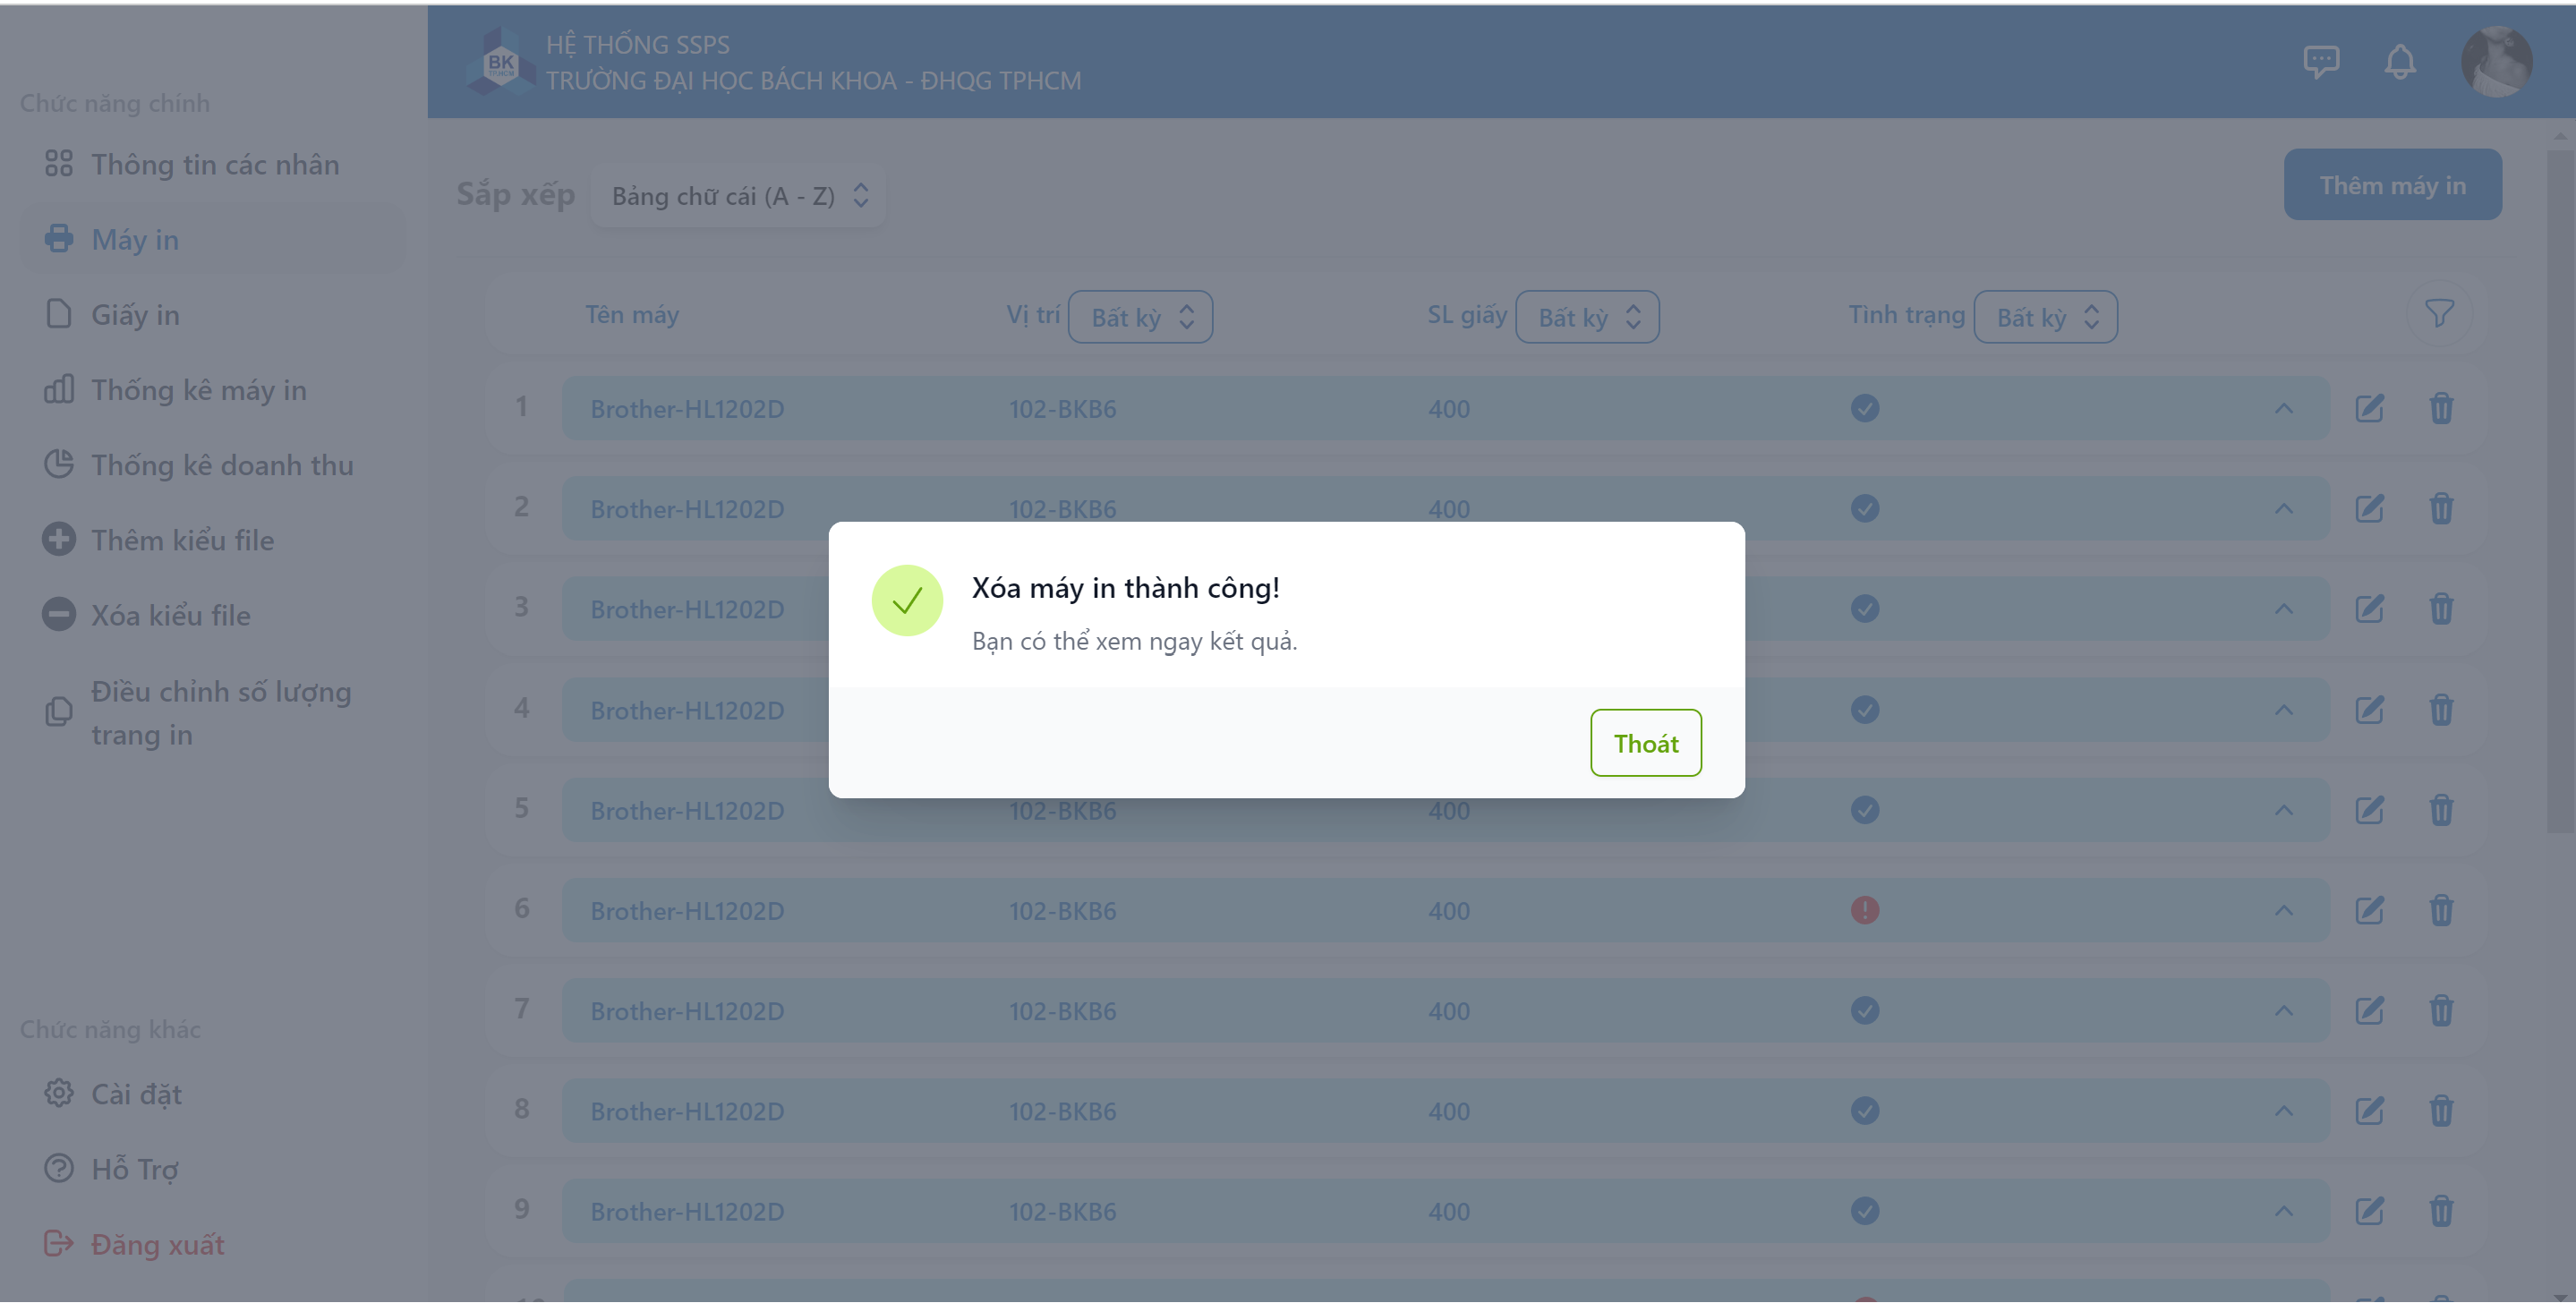 BK
TP.HCM
HỆ THỐNG SSPS
TRƯỜNG ĐẠI HỌC BÁCH KHOA - ĐHQG TPHCM
Chức năng chính
Thông tin các nhân
Máy in
Giấy in
Thống kê máy in
Thống kê doanh thu
Thêm kiểu file
Xóa kiểu file
Điều chỉnh số lượng
trang in
Chức năng khác
Cài đặt
Hỗ Trợ
Đăng xuất
Sắp xếp Bảng chữ cái (A - Z) Thêm máy in
Tên máy Vị trí Bất kỳ SL giấy Bất kỳ Tình trạng Bất kỳ
1 Brother-HL1202D 102-BKB6 400
2 Brother-HL1202D 102-BKB6 400
3 Brother-HL1202D
4 Brother-HL1202D
5 Brother-HL1202D 102-BKB6 400
6 Brother-HL1202D 102-BKB6 400
7 Brother-HL1202D 102-BKB6 400
8 Brother-HL1202D 102-BKB6 400
9 Brother-HL1202D 102-BKB6 400
Xóa máy in thành công!
Bạn có thể xem ngay kết quả.
Thoát